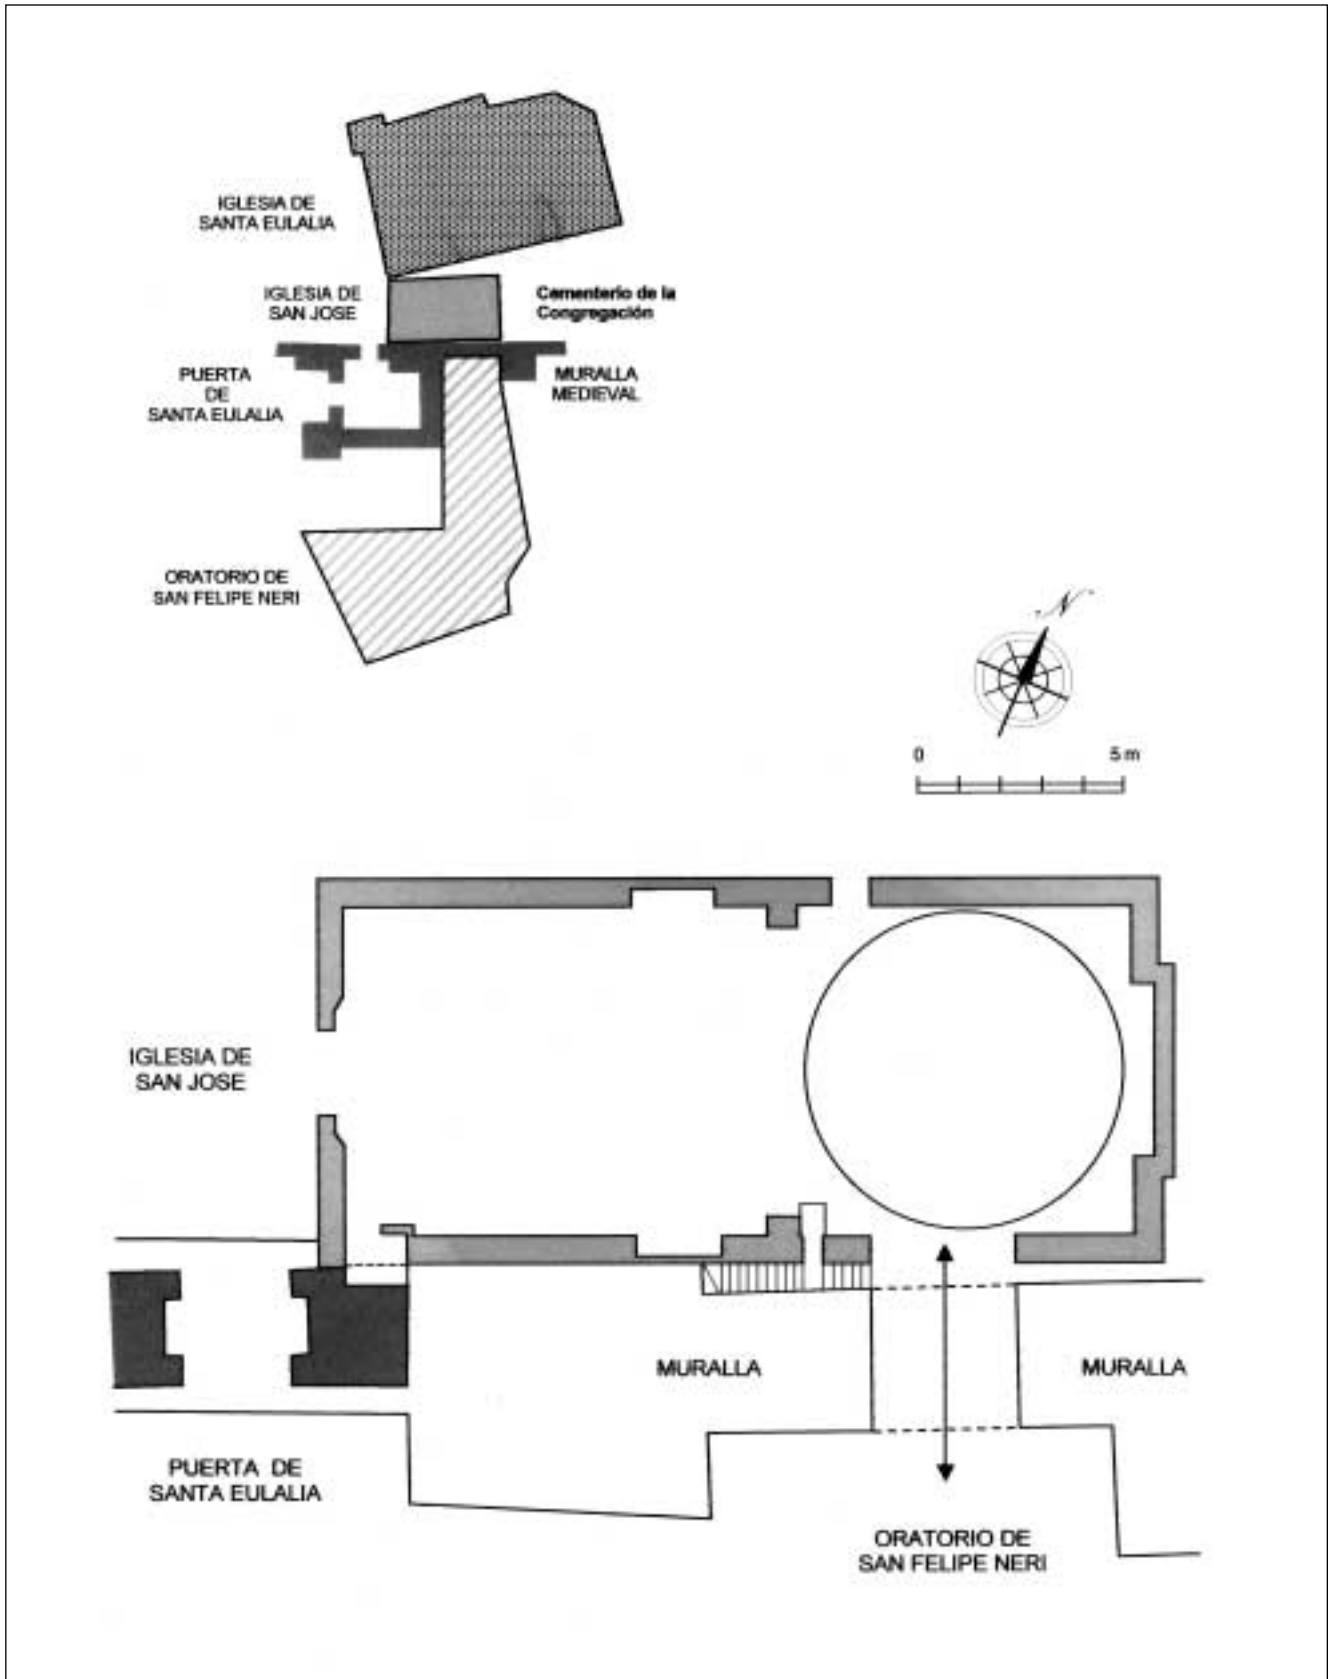 IGLESIA DE
SANTA EULALIA
IGLESIA DE
SAN JOSE
Cementerio de la
Congregación
PUERTA
DE
SANTA EULALIA
MURALLA
MEDIEVAL
ORATORIO DE
SAN FELIPE NERI
N
0 5 m
IGLESIA DE
SAN JOSE
MURALLA
MURALLA
PUERTA DE
SANTA EULALIA
ORATORIO DE
SAN FELIPE NERI